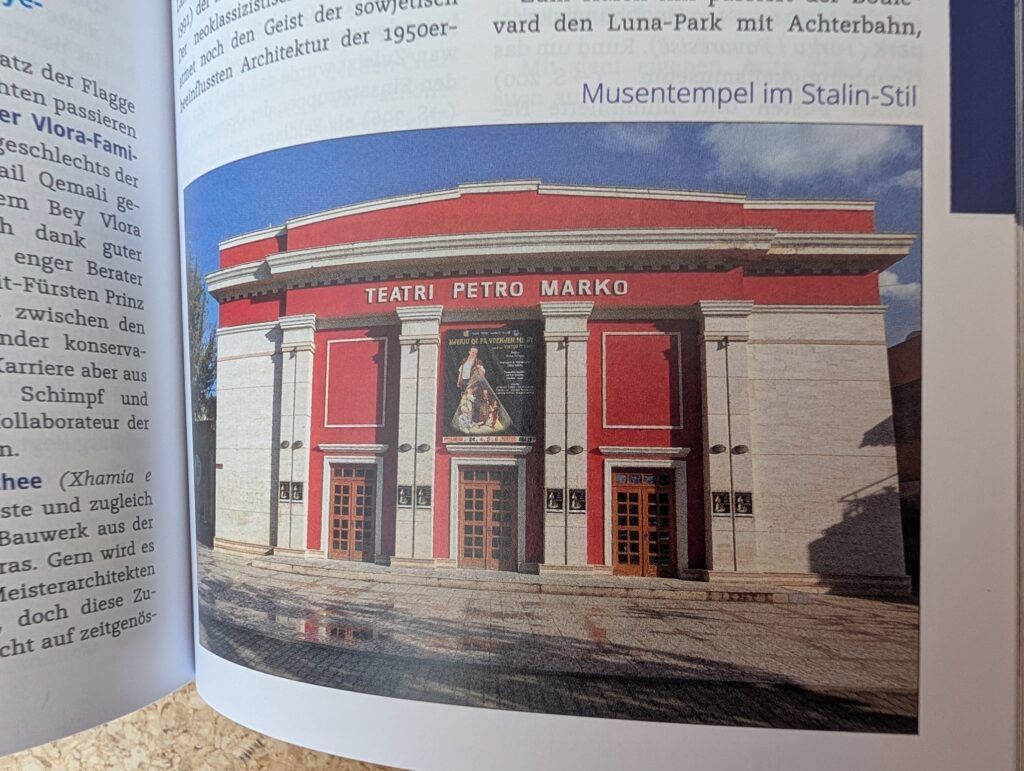 atz der Flagge
hten passieren
er Vlora-Fami-
geschlechts der
ail Qemali ge-
em Bey Vlora
h dank guter
enger Berater
it-Fürsten Prinz
zwischen den
nder konserva-
Karriere aber aus
Schimpf und
ollaborateur der
n.
hee (Xhamia e
ste und zugleich
Bauwerk aus der
ras. Gern wird es
Meisterarchitekten
doch diese Zu-
cht auf zeitgenös-
1991) der
Der neoklassizistisch
atmet noch den Geist der sowjetisch
beeinflussten Architektur der 1950er-
vard den Luna-Park mit Achterbahn,
Musentempel im Stalin-Stil
TEATRI PETRO MARKO